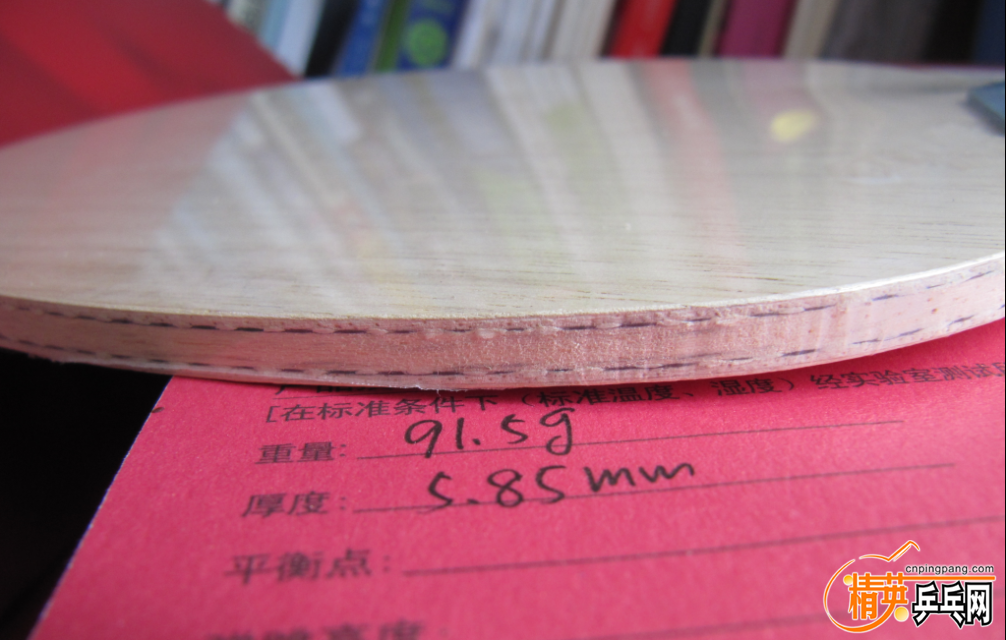 [在标准条件下（标准温度、湿度）经实验室测试
重量: 91.5g
厚度: 5.85mm
平衡点:
cnpingpang.com
精英乒乓网